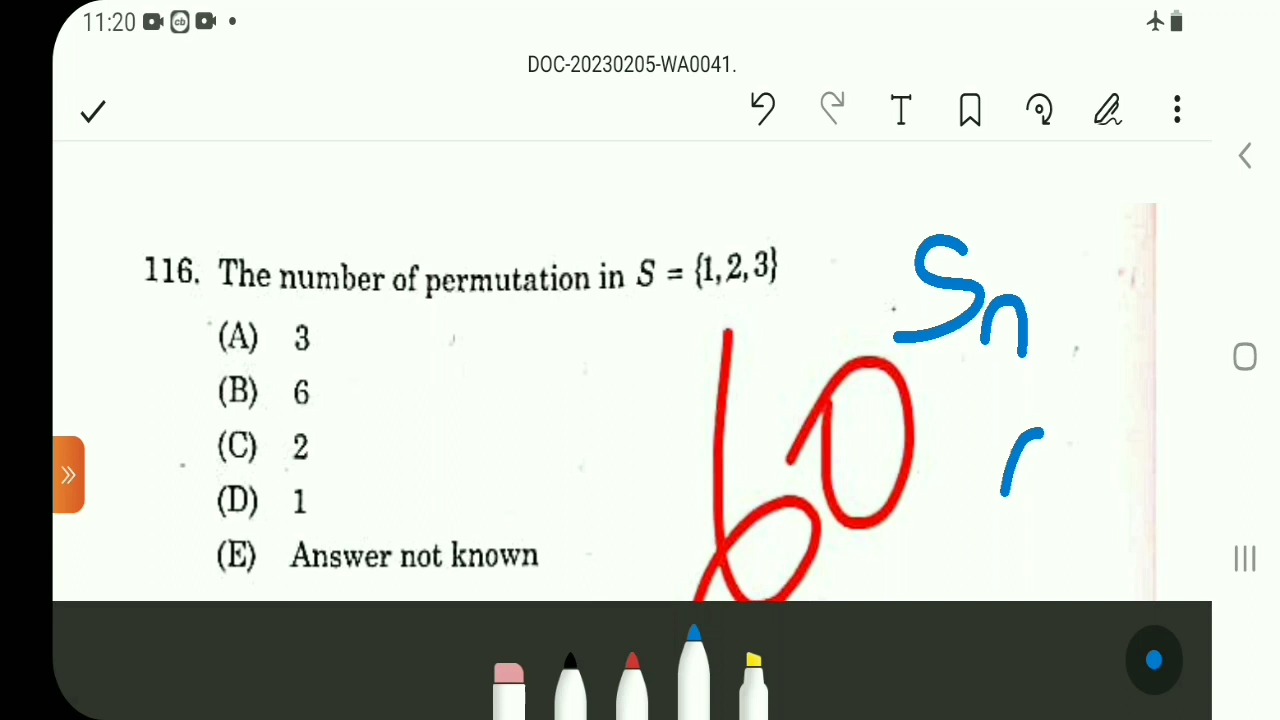 11:20
DOC-20230205-WA0041.
T
116. The number of permutation in S = {1,2,3}
(A) 3
(B) 6
(C) 2
(D) 1
(E) Answer not known
Sn